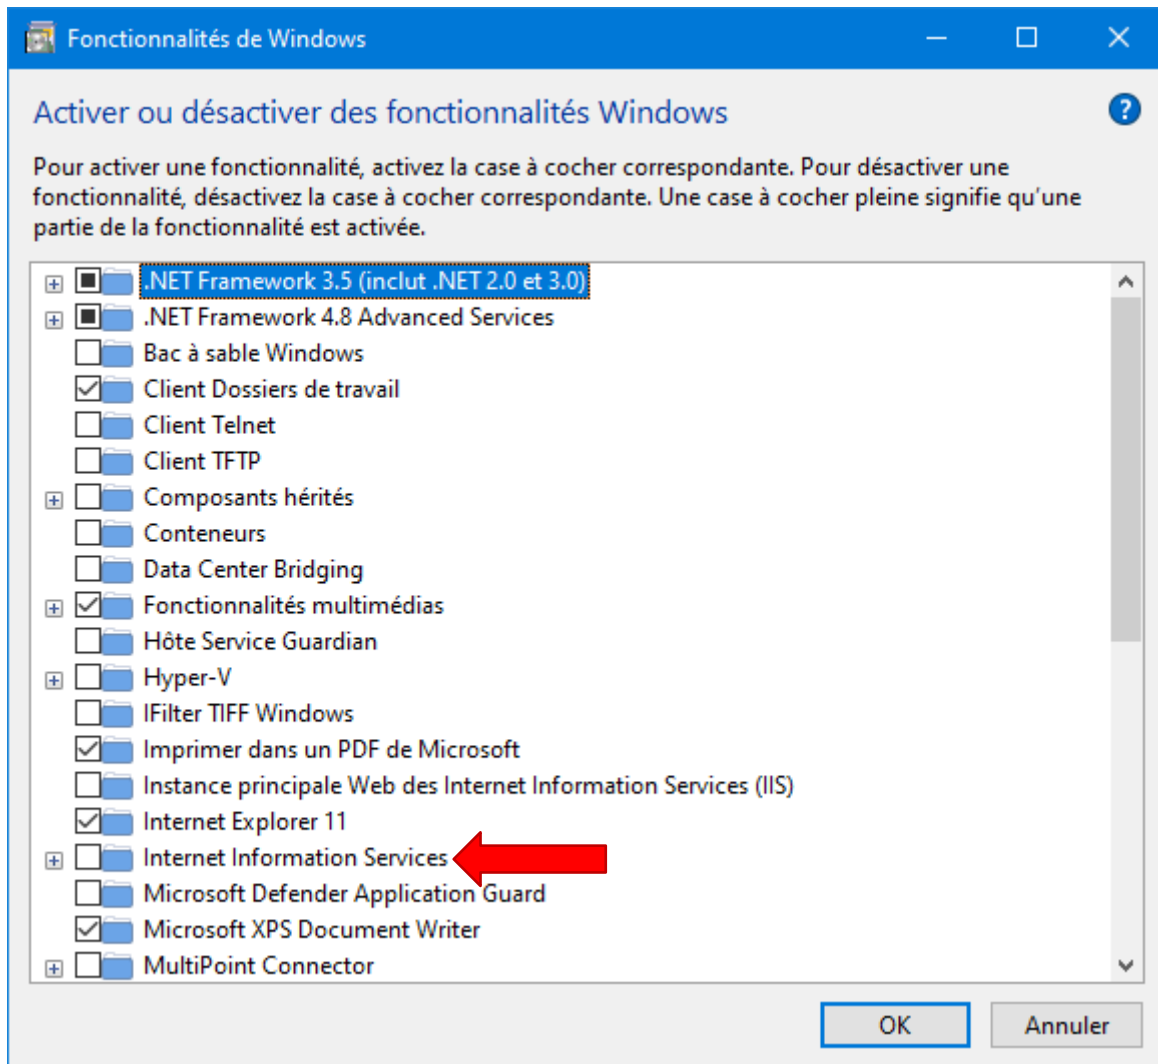 Fonctionnalités de Windows
Activer ou désactiver des fonctionnalités Windows
?
Pour activer une fonctionnalité, activez la case à cocher correspondante. Pour désactiver une
fonctionnalité, désactivez la case à cocher correspondante. Une case à cocher pleine signifie qu'une
partie de la fonctionnalité est activée.
.NET Framework 3.5 (inclut .NET 2.0 et 3.0)
.NET Framework 4.8 Advanced Services
Bac à sable Windows
Client Dossiers de travail
Client Telnet
Client TFTP
Composants hérités
Conteneurs
Data Center Bridging
Fonctionnalités multimédias
Hôte Service Guardian
Hyper-V
IFilter TIFF Windows
Imprimer dans un PDF de Microsoft
Instance principale Web des Internet Information Services (IIS)
Internet Explorer 11
Internet Information Services
Microsoft Defender Application Guard
Microsoft XPS Document Writer
MultiPoint Connector
OK Annuler